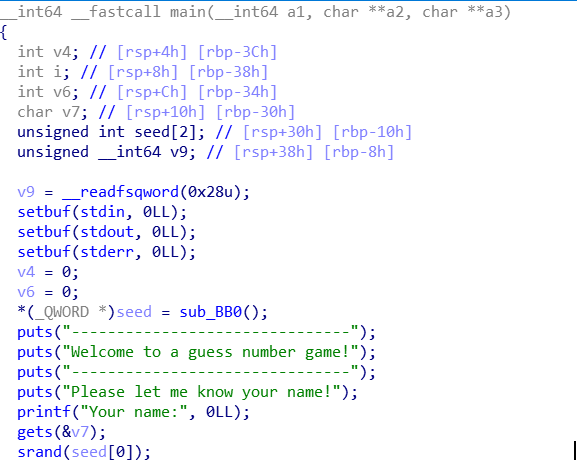 __int64 __fastcall main(__int64 a1, char **a2, char **a3)
{
  int v4; // [rsp+4h] [rbp-3Ch]
  int i; // [rsp+8h] [rbp-38h]
  int v6; // [rsp+Ch] [rbp-34h]
  char v7; // [rsp+10h] [rbp-30h]
  unsigned int seed[2]; // [rsp+30h] [rbp-10h]
  unsigned __int64 v9; // [rsp+38h] [rbp-8h]

  v9 = __readfsqword(0x28u);
  setbuf(stdin, 0LL);
  setbuf(stdout, 0LL);
  setbuf(stderr, 0LL);
  v4 = 0;
  v6 = 0;
  *(_QWORD *)seed = sub_BB0();
  puts("-------------------------------");
  puts("Welcome to a guess number game!");
  puts("-------------------------------");
  puts("Please let me know your name!");
  printf("Your name:", 0LL);
  gets(&v7);
  srand(seed[0]);